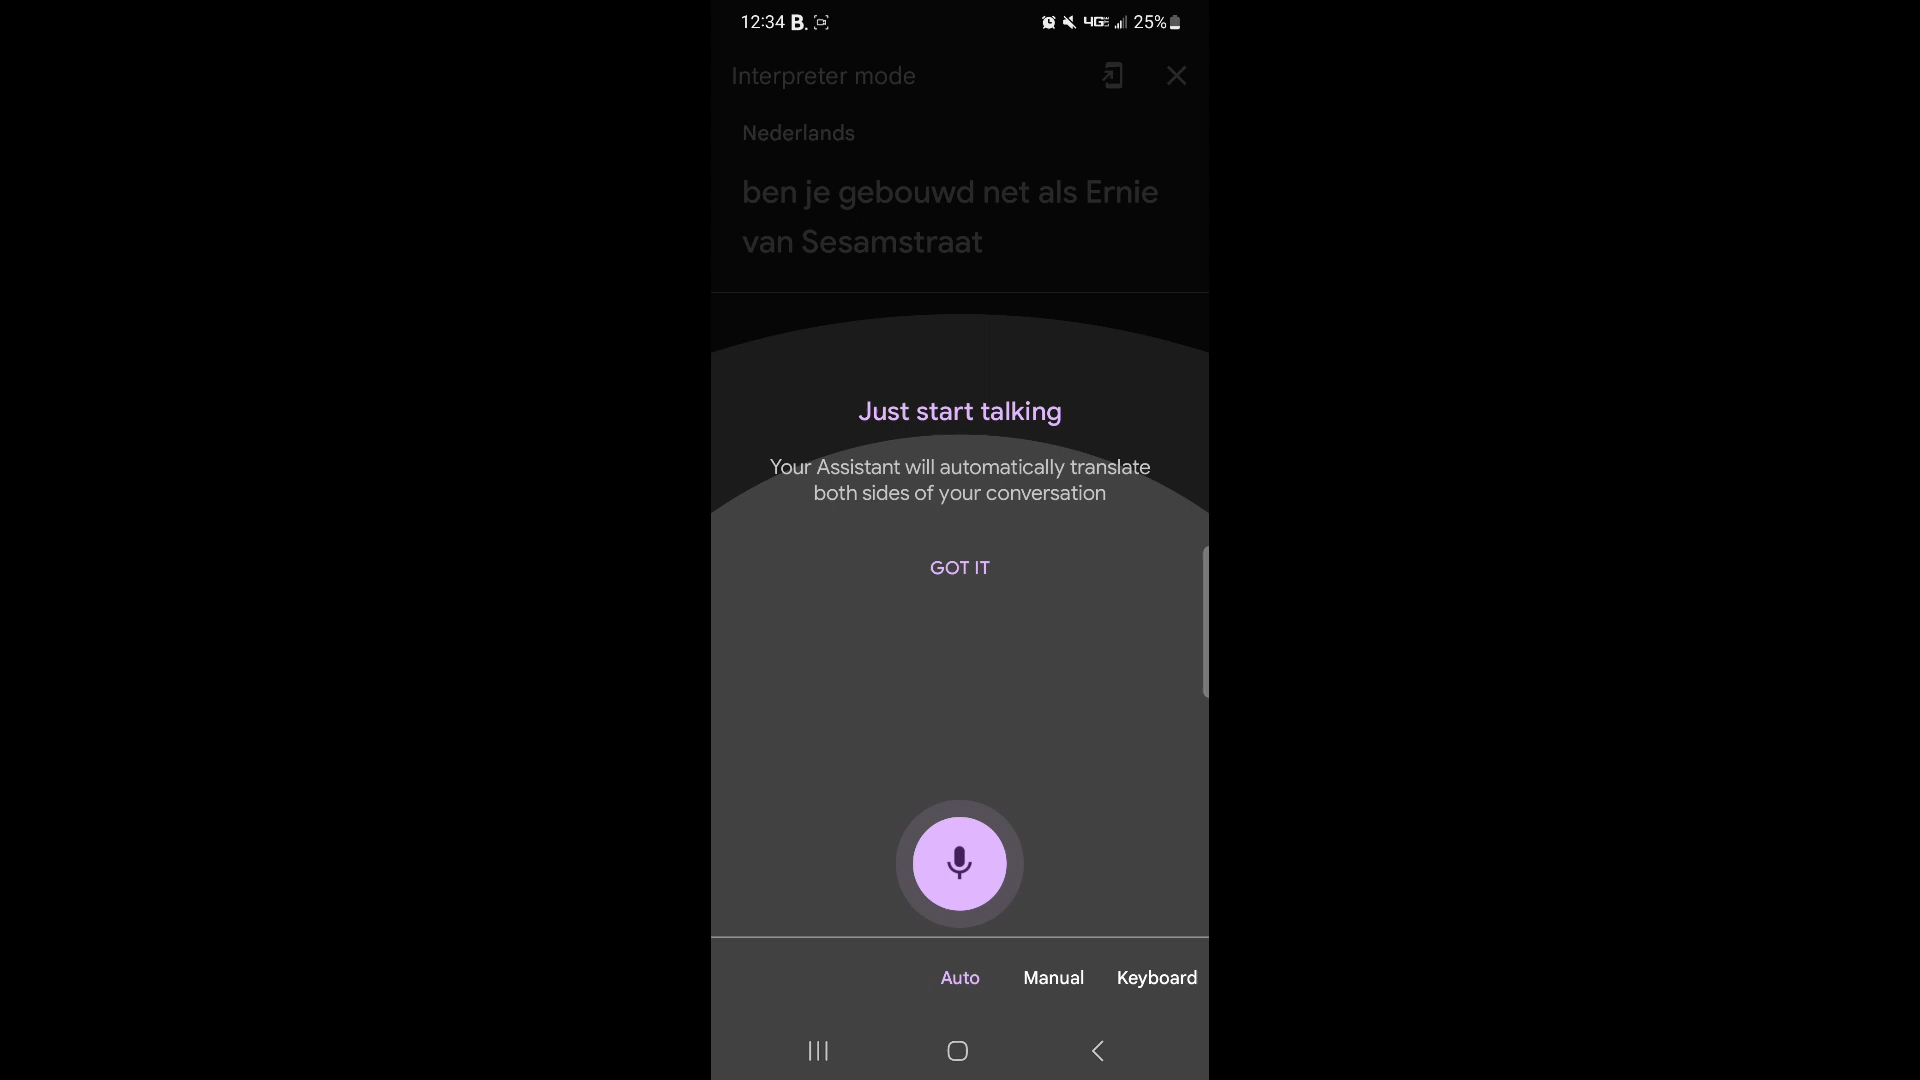 12:34 B. 4G 25%
Interpreter mode
Nederlands
ben je gebouwd net als Ernie
van Sesamstraat
Just start talking
Your Assistant will automatically translate
both sides of your conversation
GOT IT
Auto Manual Keyboard